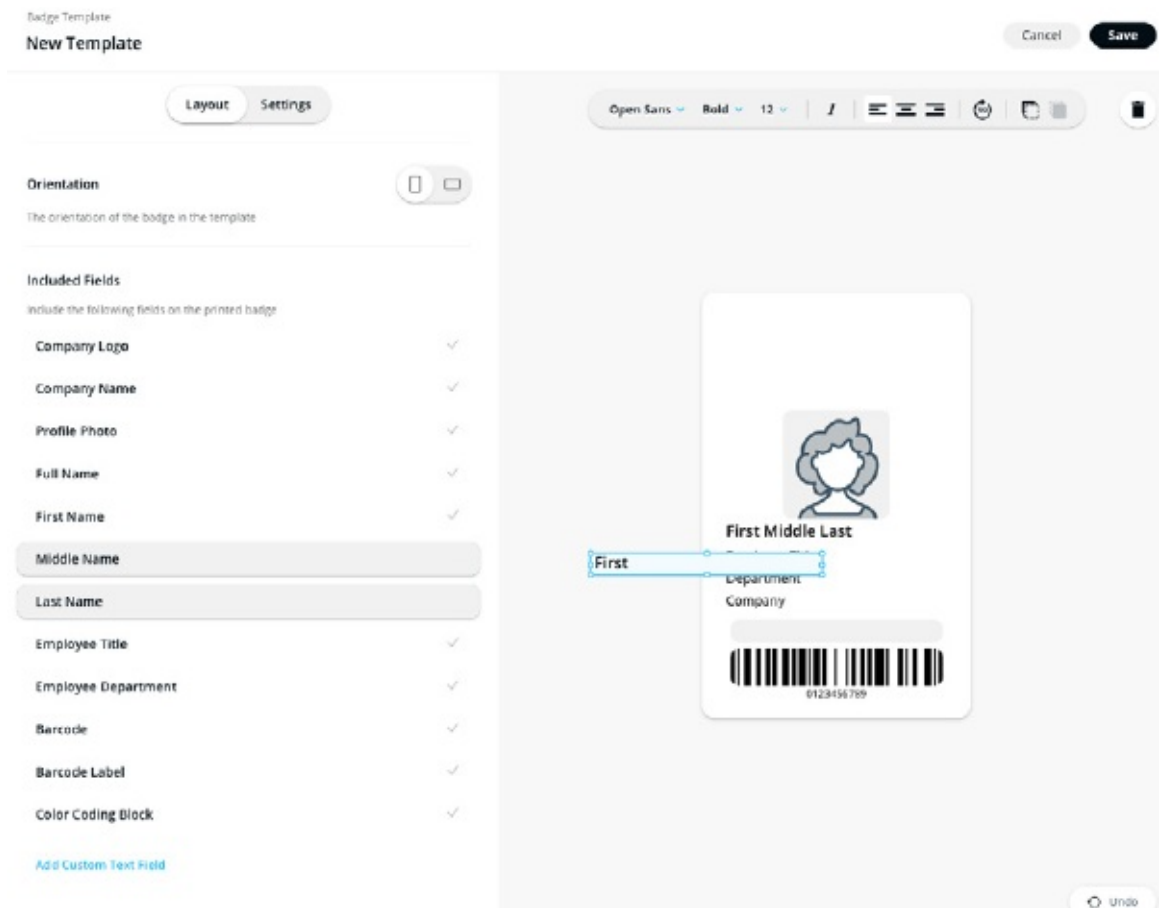 Badge Template
New Template
Cancel
Save
Layout
Settings
Open Sans
Bold
12
I
Orientation
The orientation of the badge in the template
Included Fields
Include the following fields on the printed badge
Company Logo
Company Name
Profile Photo
Full Name
First Name
Middle Name
Last Name
Employee Title
Employee Department
Barcode
Barcode Label
Color Coding Block
Add Custom Text Field
First Middle Last
First
Department
Company
0123456789
Undo